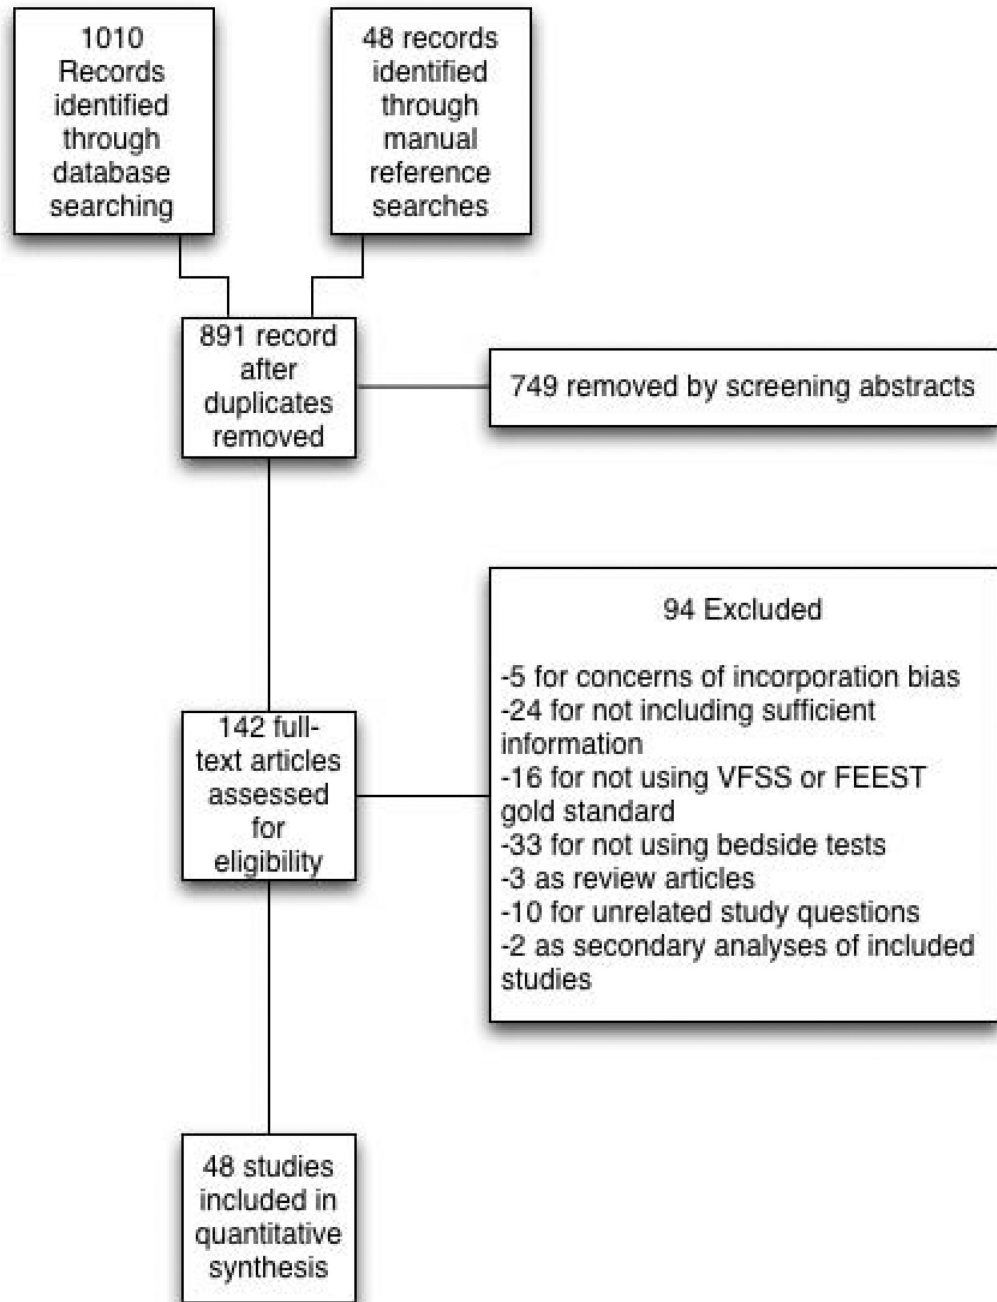 1010
Records
identified
through
database
searching
48 records
identified
through
manual
reference
searches
891 record
after
duplicates
removed
749 removed by screening abstracts
94 Excluded
-5 for concerns of incorporation bias
-24 for not including sufficient
information
-16 for not using VFSS or FEEST
gold standard
-33 for not using bedside tests
-3 as review articles
-10 for unrelated study questions
-2 as secondary analyses of included
studies
142 full-
text articles
assessed
for
eligibility
48 studies
included in
quantitative
synthesis